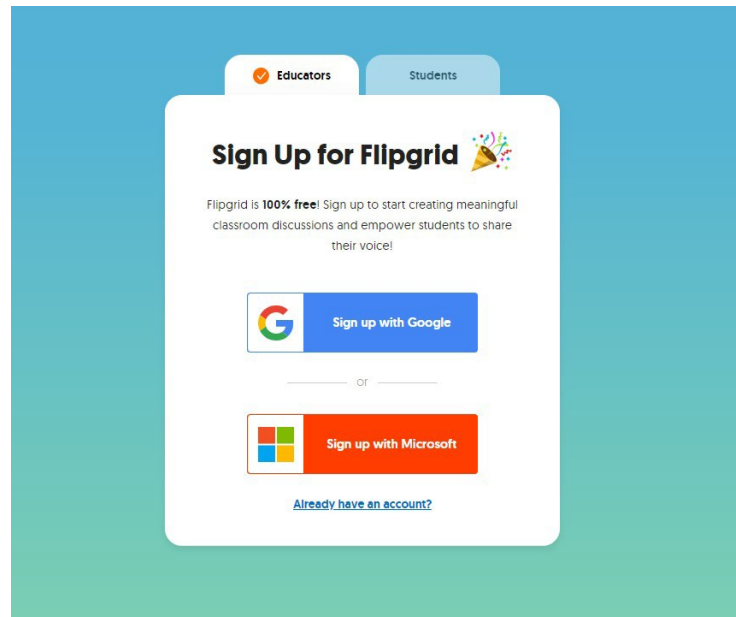 Educators
Students
Sign Up for Flipgrid
Flipgrid is 100% free! Sign up to start creating meaningful
classroom discussions and empower students to share
their voice!
Sign up with Google
or
Sign up with Microsoft
Already have an account?